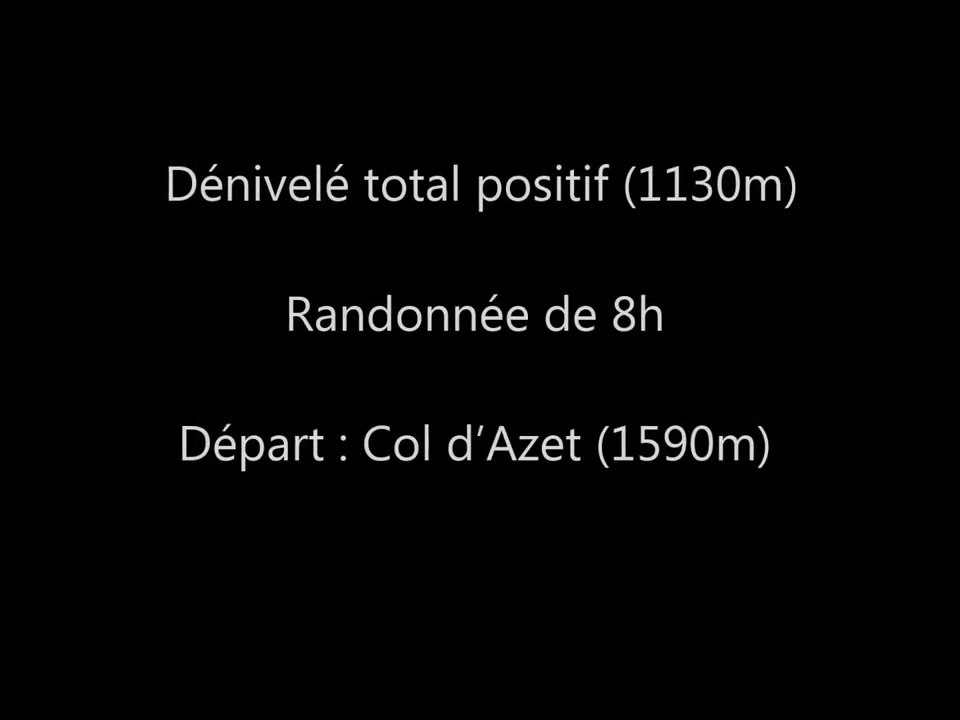 Dénivelé total positif (1130m)
Randonnée de 8h
Départ : Col d’Azet (1590m)